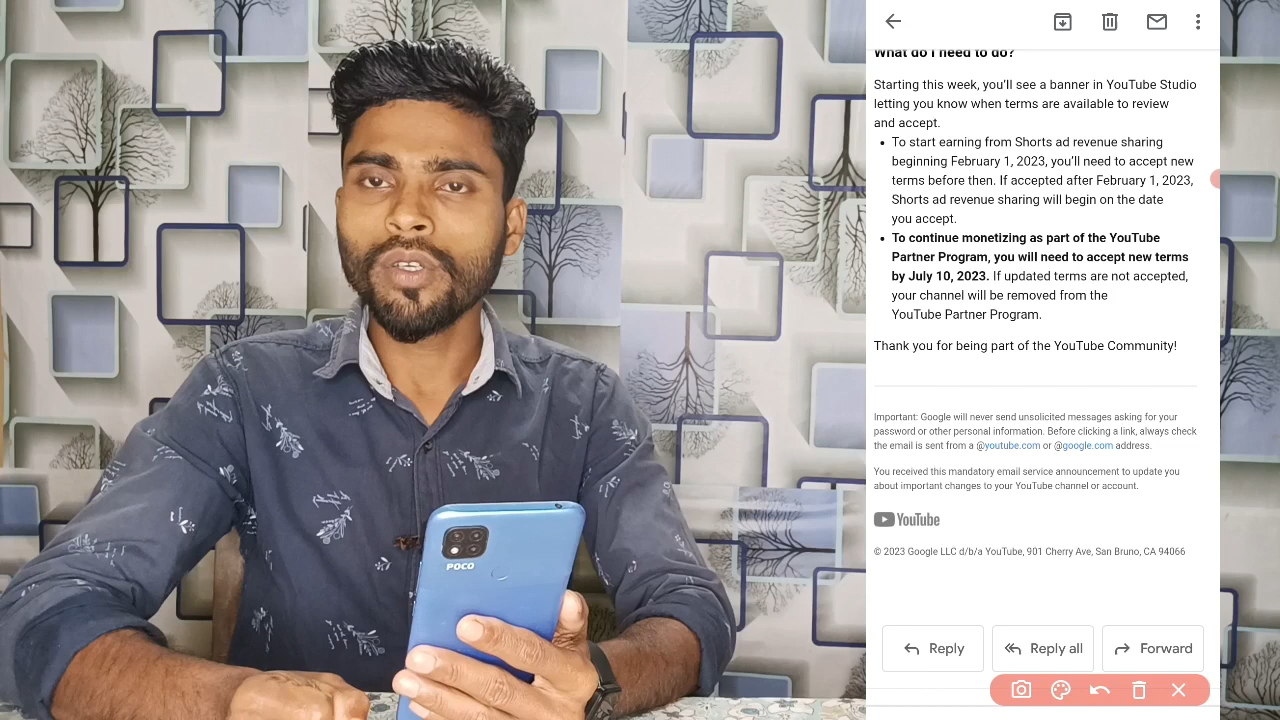 What do I need to do?
Starting this week, you'll see a banner in YouTube Studio
letting you know when terms are available to review
and accept.
• To start earning from Shorts ad revenue sharing
beginning February 1, 2023, you'll need to accept new
terms before then. If accepted after February 1, 2023,
Shorts ad revenue sharing will begin on the date
you accept.
• To continue monetizing as part of the YouTube
Partner Program, you will need to accept new terms
by July 10, 2023. If updated terms are not accepted,
your channel will be removed from the
YouTube Partner Program.
Thank you for being part of the YouTube Community!
Important: Google will never send unsolicited messages asking for your
password or other personal information. Before clicking a link, always check
the email is sent from a @youtube.com or @google.com address.
You received this mandatory email service announcement to update you
about important changes to your YouTube channel or account.
YouTube
© 2023 Google LLC d/b/a YouTube, 901 Cherry Ave, San Bruno, CA 94066
Reply
Reply all
Forward
POCO